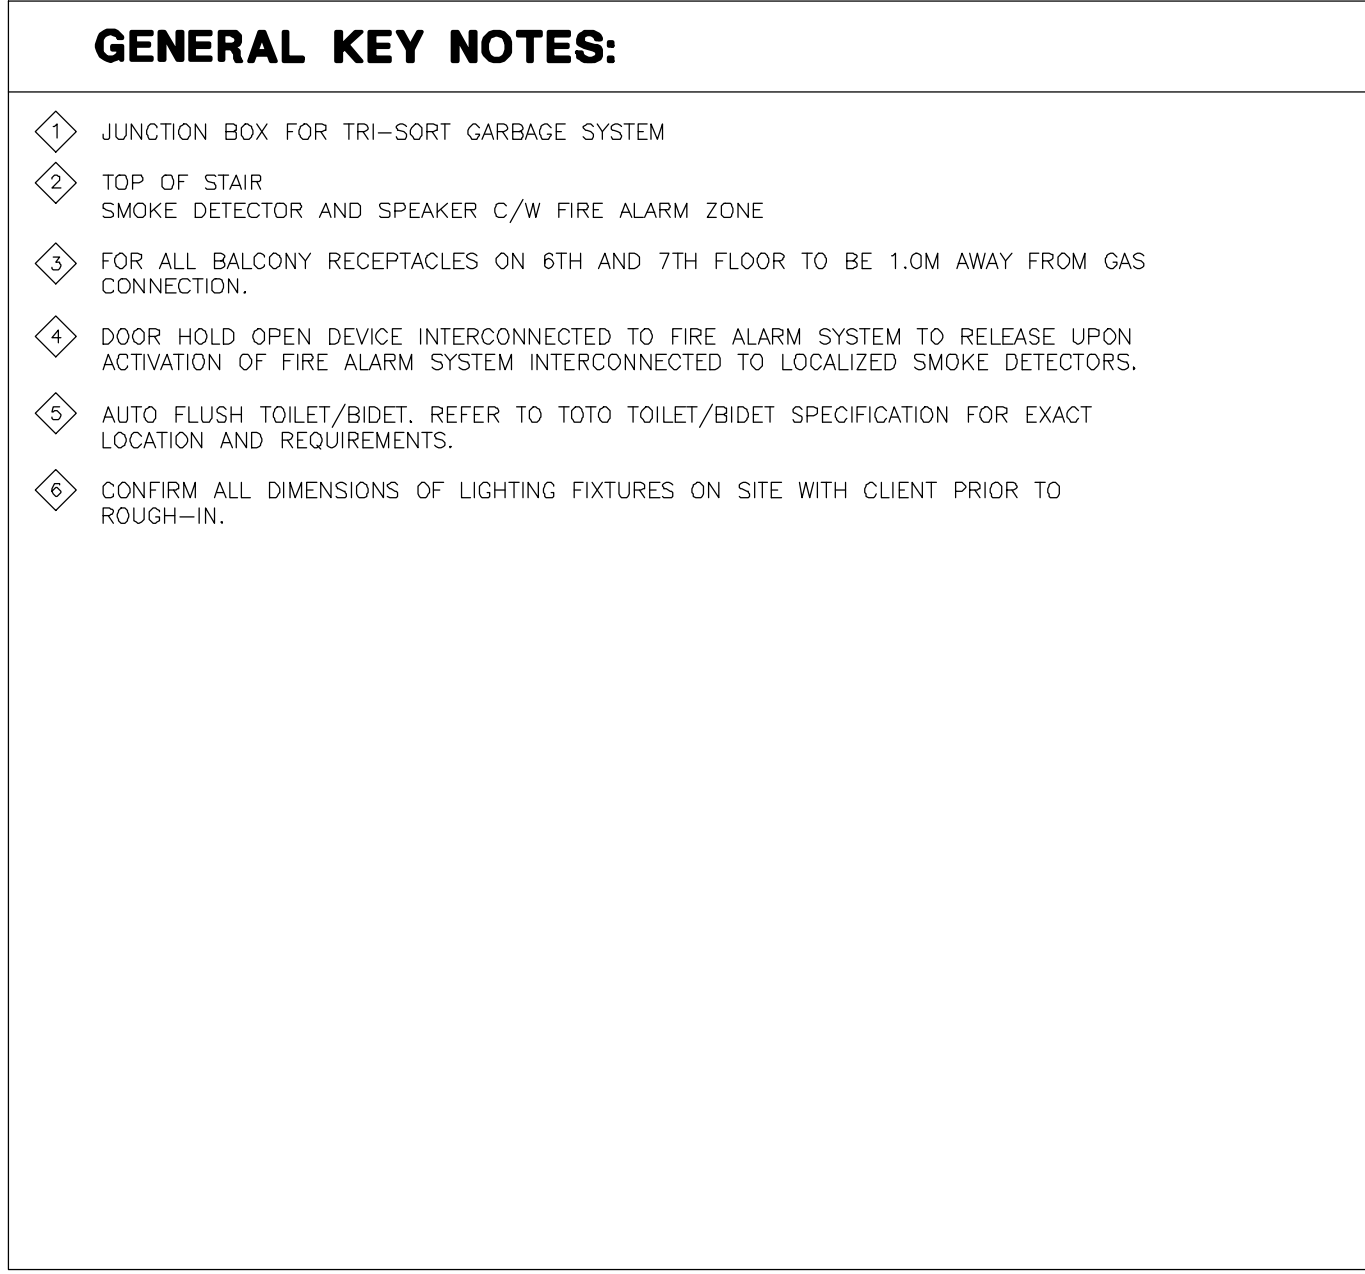 GENERAL KEY NOTES:
1 JUNCTION BOX FOR TRI-SORT GARBAGE SYSTEM
2 TOP OF STAIR
SMOKE DETECTOR AND SPEAKER C/W FIRE ALARM ZONE
3 FOR ALL BALCONY RECEPTACLES ON 6TH AND 7TH FLOOR TO BE 1.0M AWAY FROM GAS
CONNECTION.
4 DOOR HOLD OPEN DEVICE INTERCONNECTED TO FIRE ALARM SYSTEM TO RELEASE UPON
ACTIVATION OF FIRE ALARM SYSTEM INTERCONNECTED TO LOCALIZED SMOKE DETECTORS.
5 AUTO FLUSH TOILET/BIDET. REFER TO TOTO TOILET/BIDET SPECIFICATION FOR EXACT
LOCATION AND REQUIREMENTS.
6 CONFIRM ALL DIMENSIONS OF LIGHTING FIXTURES ON SITE WITH CLIENT PRIOR TO
ROUGH-IN.